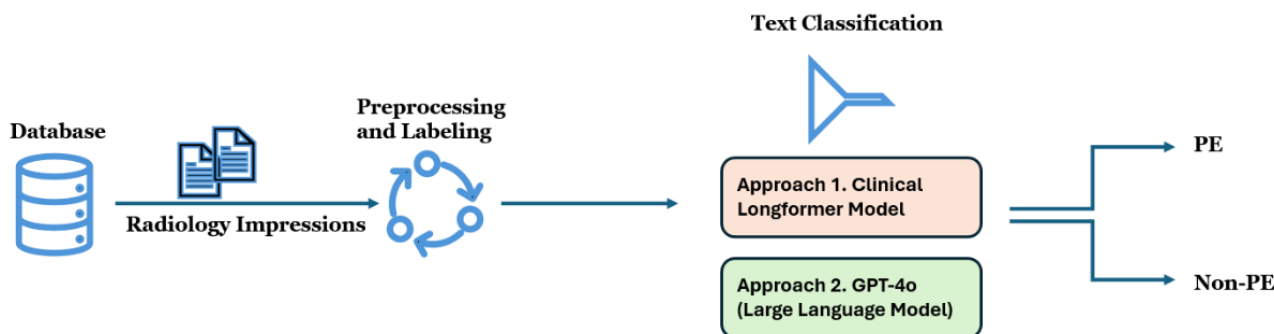 Database
Radiology Impressions
Preprocessing
and Labeling
Text Classification
Approach 1. Clinical
Longformer Model
Approach 2. GPT-4o
(Large Language Model)
PE
Non-PE